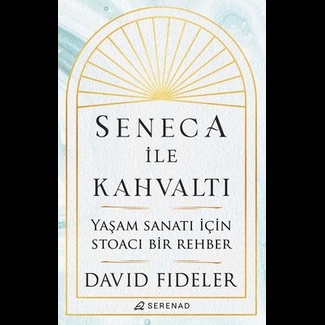 SENECA
İLE
KAHVALTI
YAŞAM SANATI İÇİN
STOACI BİR REHBER
DAVID FIDELER
SERENAD